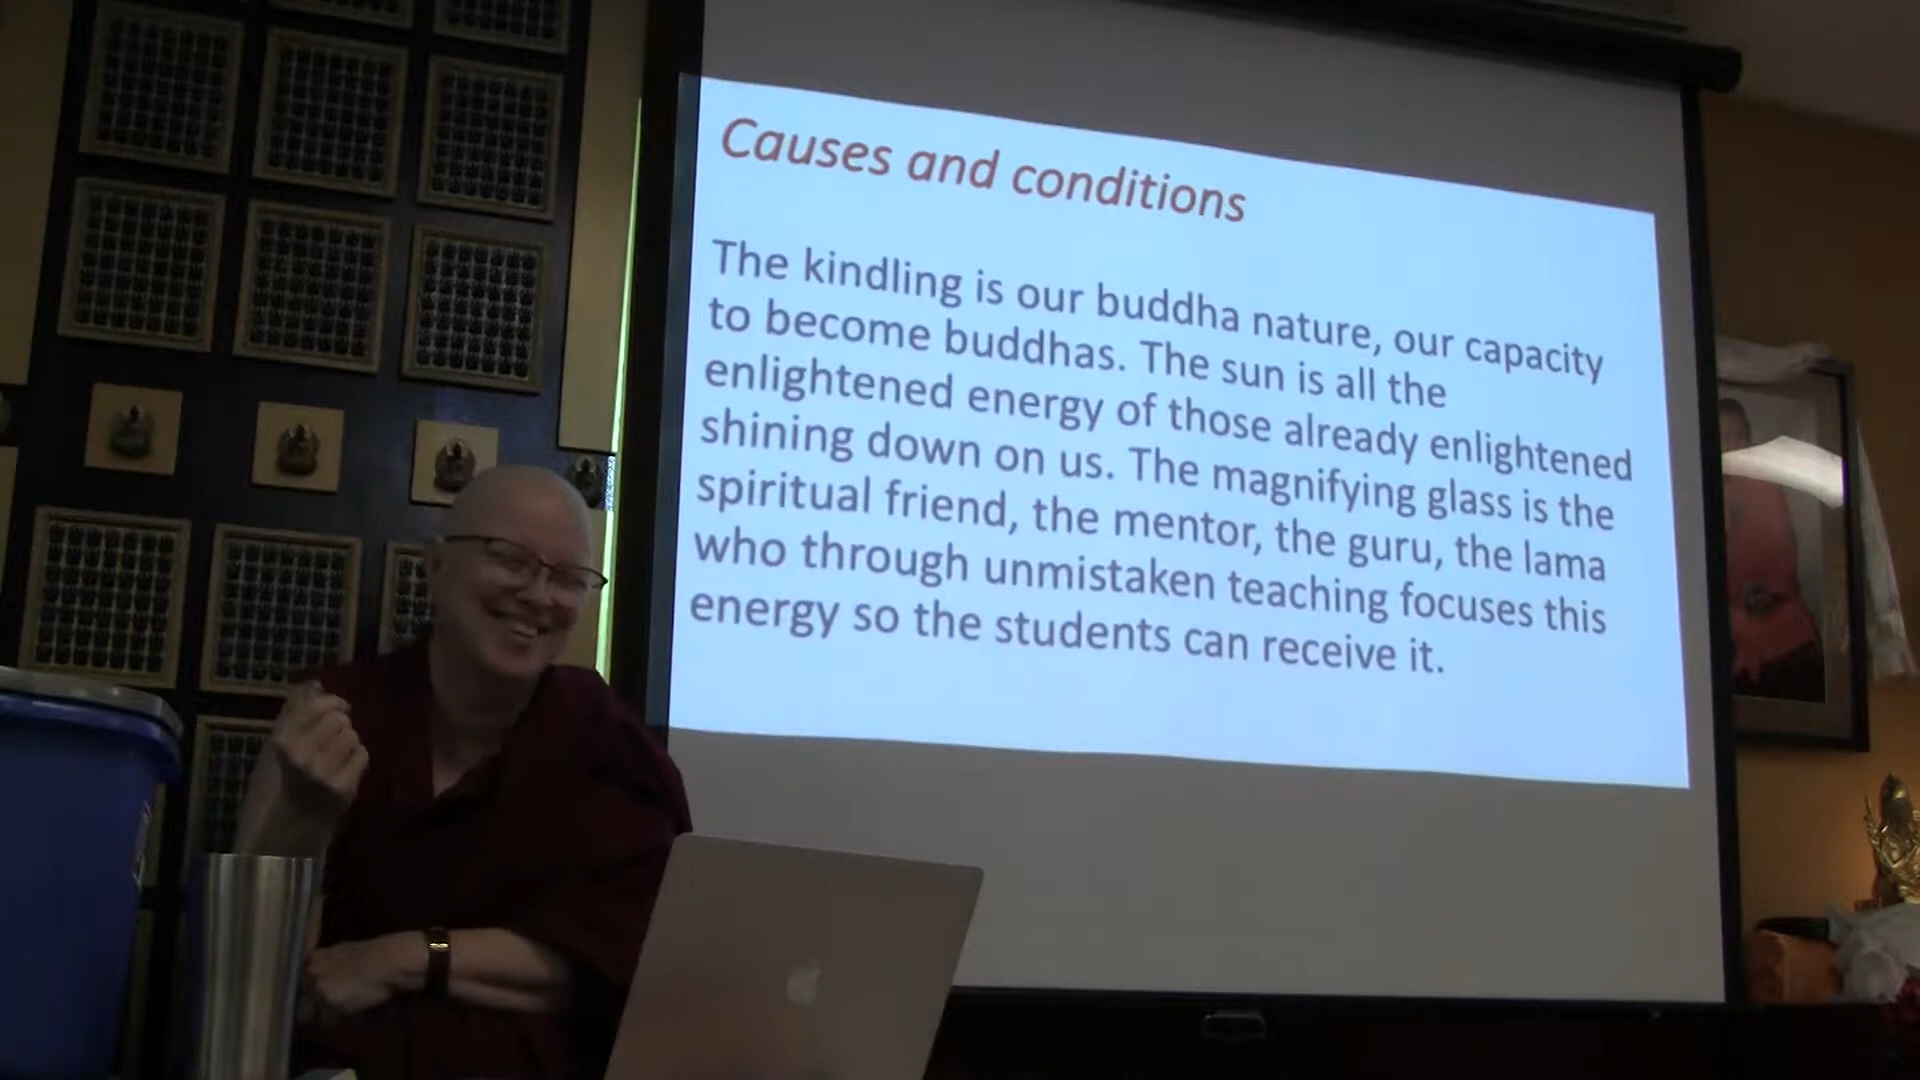 Causes and conditions
The kindling is our buddha nature, our capacity
to become buddhas. The sun is all the
enlightened energy of those already enlightened
shining down on us. The magnifying glass is the
spiritual friend, the mentor, the guru, the lama
who through unmistaken teaching focuses this
energy so the students can receive it.